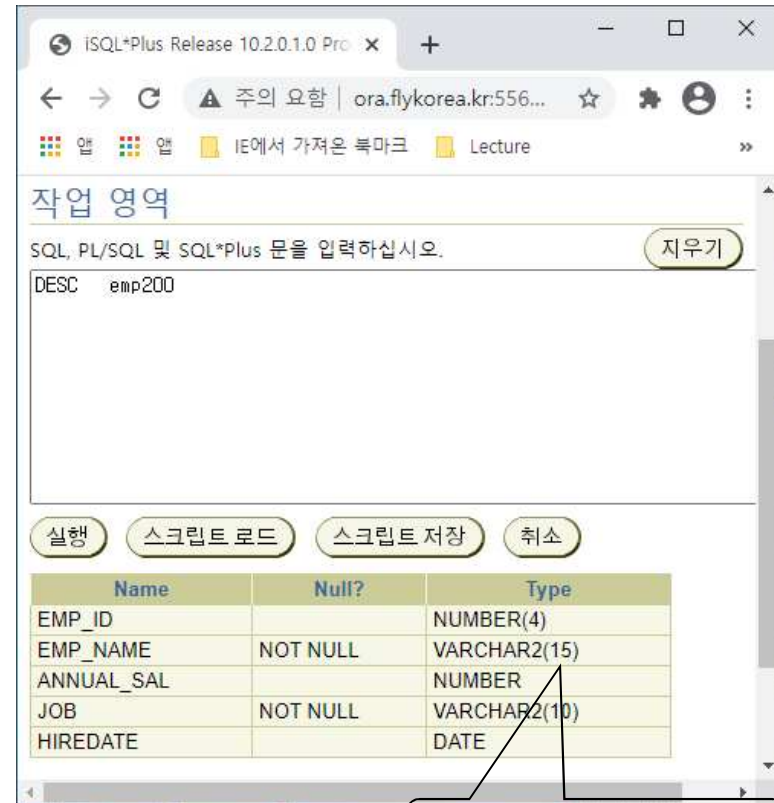 iSQL*Plus Release 10.2.0.1.0 Pro
주의 요함 | ora.flykorea.kr:556...
앱 앱 IE에서 가져온 북마크 Lecture »
작업 영역
SQL, PL/SQL 및 SQL*Plus 문을 입력하십시오. 지우기
DESC emp200
실행 스크립트 로드 스크립트 저장 취소
Name Null? Type
EMP_ID NUMBER(4)
EMP_NAME NOT NULL VARCHAR2(15)
ANNUAL_SAL NUMBER
JOB NOT NULL VARCHAR2(10)
HIREDATE DATE